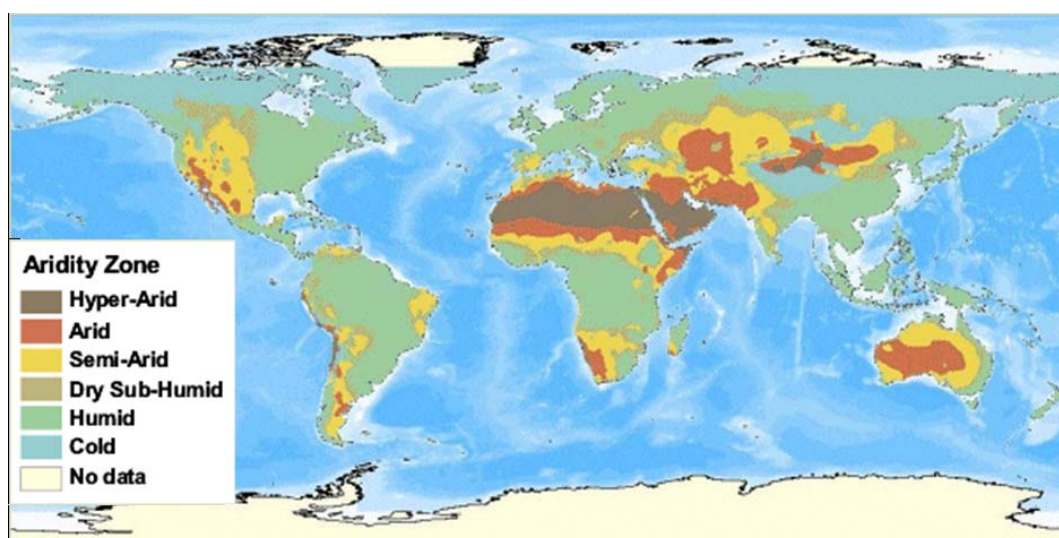 Aridity Zone
Hyper-Arid
Arid
Semi-Arid
Dry Sub-Humid
Humid
Cold
No data